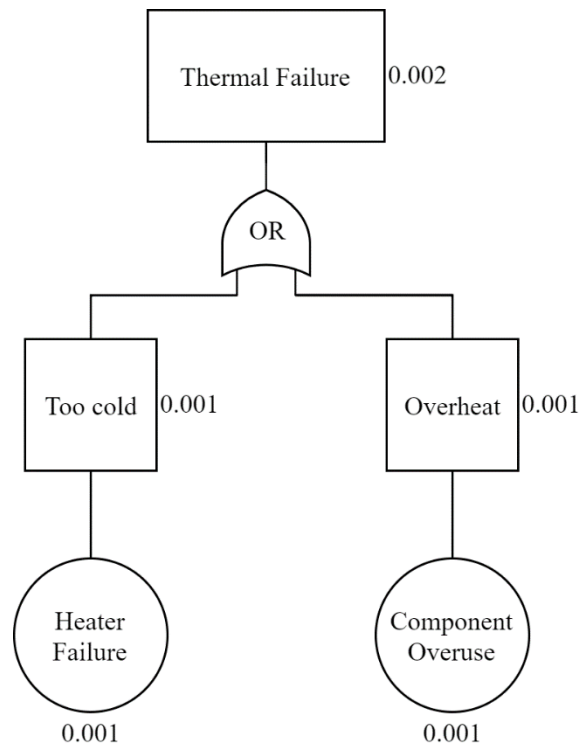 Thermal Failure
0.002
OR
Too cold
0.001
Overheat
0.001
Heater
Failure
0.001
Component
Overuse
0.001